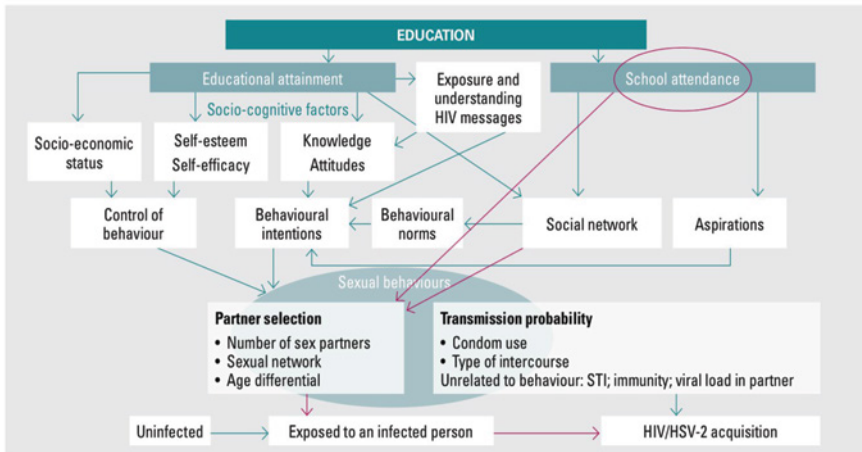 EDUCATION
Educational attainment
School attendance
Exposure and
understanding
HIV messages
Socio-cognitive factors
Socio-economic
status
Self-esteem
Self-efficacy
Knowledge
Attitudes
Control of
behaviour
Behavioural
intentions
Behavioural
norms
Social network
Aspirations
Sexual behaviours
Partner selection
• Number of sex partners
• Sexual network
• Age differential
Transmission probability
• Condom use
• Type of intercourse
Unrelated to behaviour: STI; immunity; viral load in partner
Uninfected
Exposed to an infected person
HIV/HSV-2 acquisition